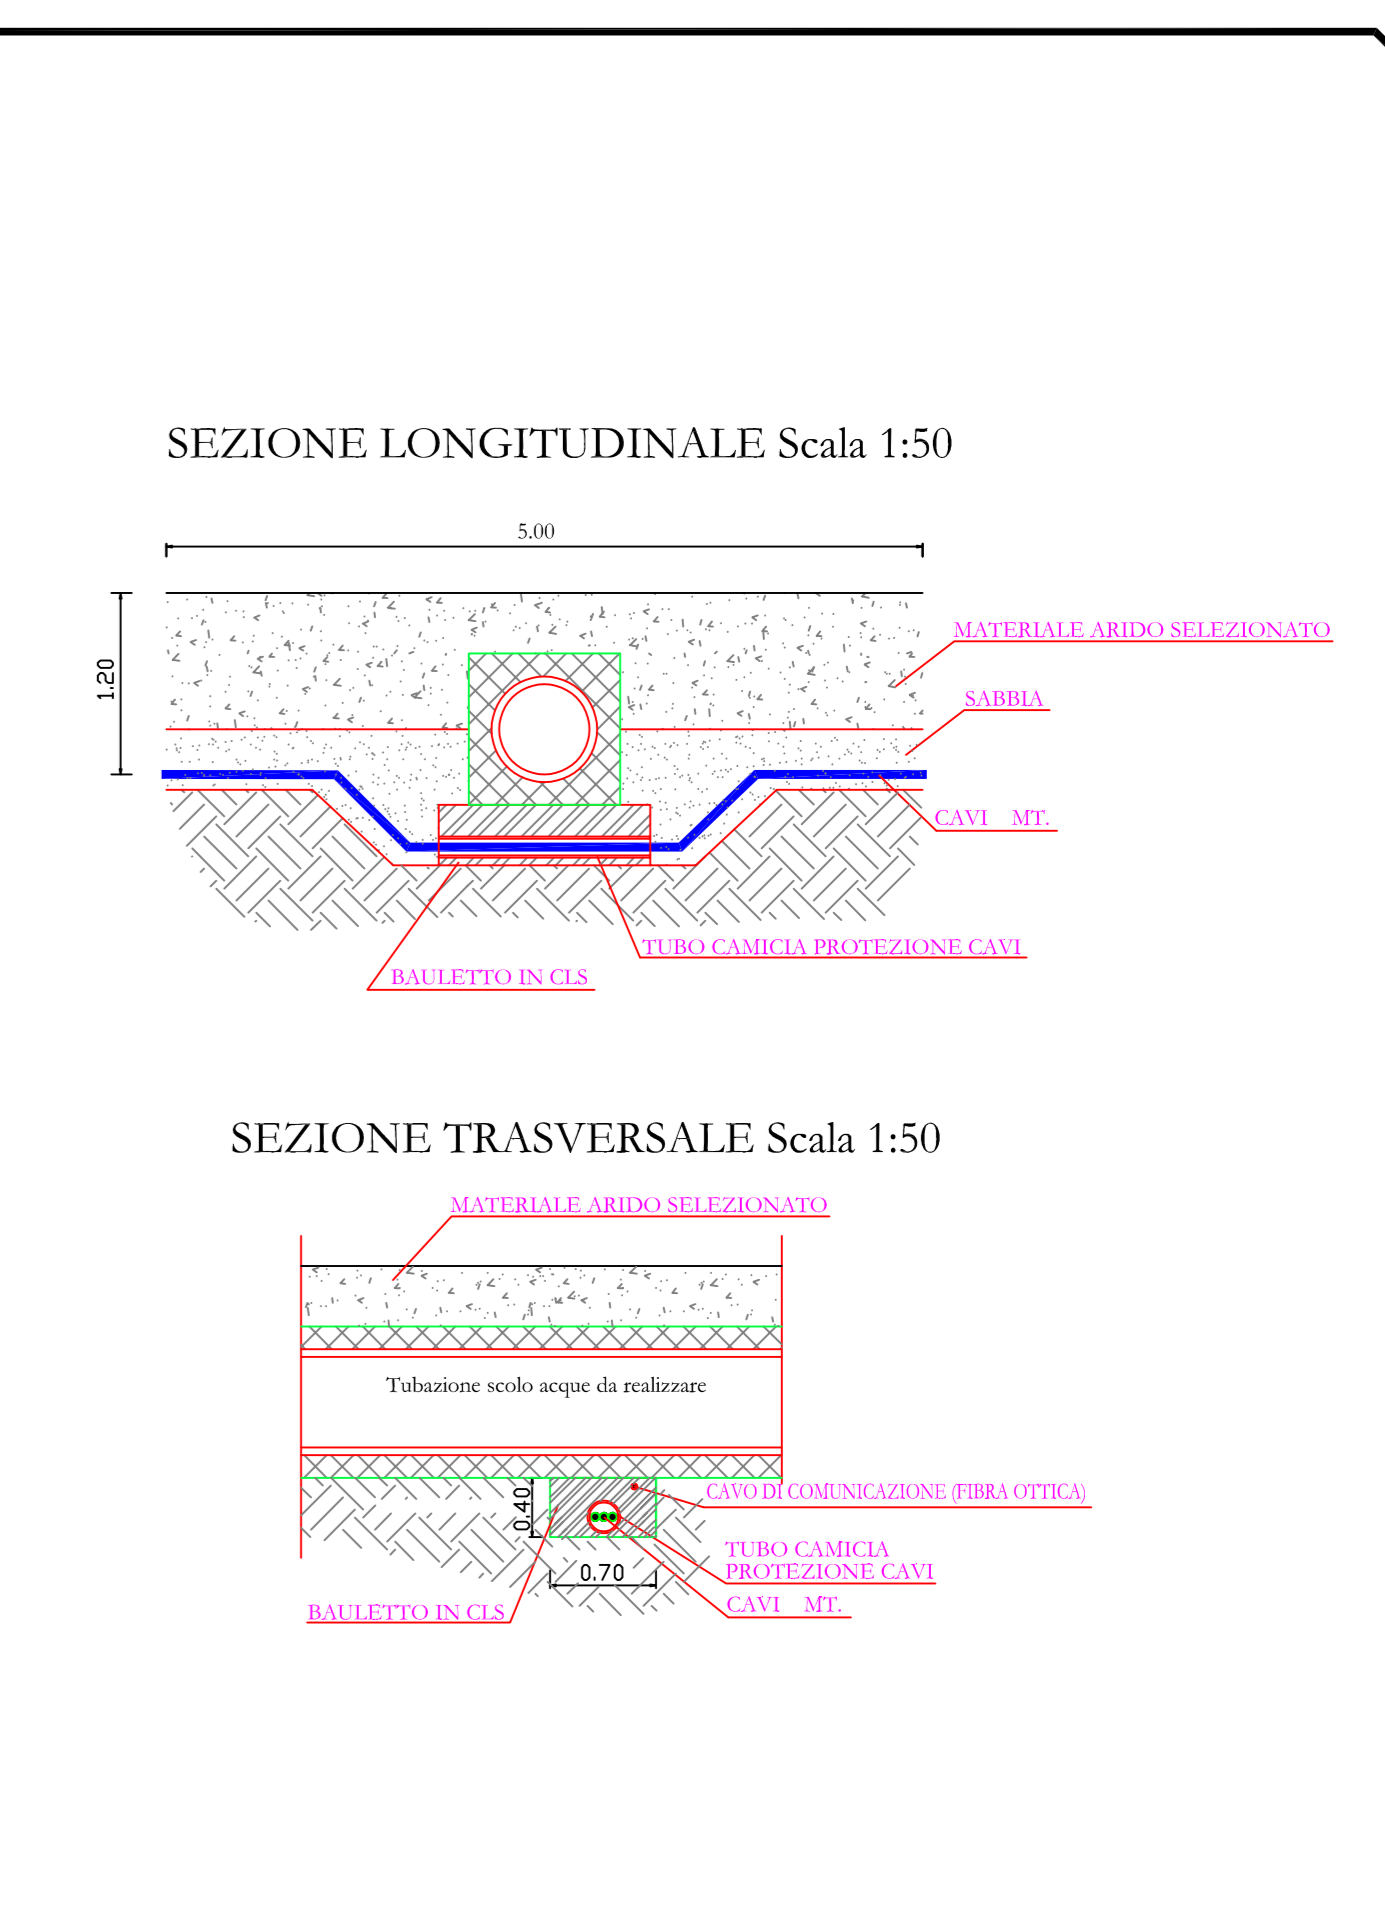 SEZIONE LONGITUDINALE Scala 1:50
5.00
1.20
MATERIALE ARIDO SELEZIONATO
SABBIA
CAVI MT.
TUBO CAMICIA PROTEZIONE CAVI
BAULETTO IN CLS
SEZIONE TRASVERSALE Scala 1:50
MATERIALE ARIDO SELEZIONATO
Tubazione scolo acque da realizzare
0.40
CAVO DI COMUNICAZIONE (FIBRA OTTICA)
TUBO CAMICIA
PROTEZIONE CAVI
0.70
CAVI MT.
BAULETTO IN CLS